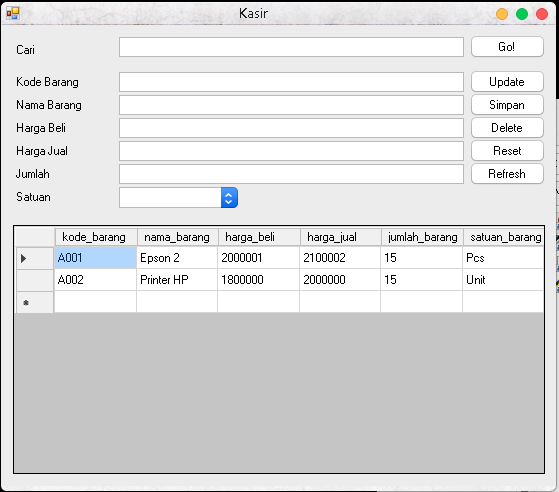 Kasir
Cari Go!
Kode Barang Update
Nama Barang Simpan
Harga Beli Delete
Harga Jual Reset
Jumlah Refresh
Satuan
kode_barang nama_barang harga_beli harga_jual jumlah_barang satuan_barang
A001 Epson 2 2000001 2100002 15 Pcs
A002 Printer HP 1800000 2000000 15 Unit